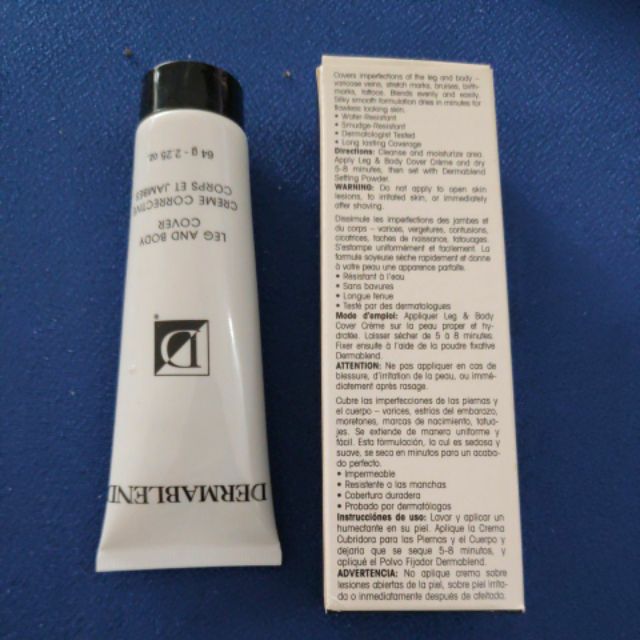 64 g - 2.25 oz.
CORPS ET JAMBES
CRÈME CORRECTIVE
COVER
LEG AND BODY
D
DERMABLEND
Covers imperfections of the leg and body –
varicose veins, stretch marks, bruises, birth-
marks, tattoos. Blends evenly and easily.
Silky smooth formulation dries in minutes for
flawless looking skin.
• Water-Resistant
• Smudge-Resistant
• Dermatologist Tested
• Long lasting Coverage
Directions: Cleanse and moisturize area.
Apply Leg & Body Cover Crème and dry
5-8 minutes, then set with Dermablend
Setting Powder.
WARNING: Do not apply to open skin
lesions, to irritated skin, or immediately
after shaving.
Dissimule les imperfections des jambes et
du corps – varices, vergetures, contusions,
cicatrices, taches de naissance, tatouages.
S'estompe uniformément et facilement. La
formule soyeuse sèche rapidement et donne
à votre peau une apparence parfaite.
• Résistant à l'eau
• Sans bavures
• Longue tenue
• Testé par des dermatologues
Mode d'emploi: Appliquer Leg & Body
Cover Crème sur la peau proper et hy-
dratée. Laisser sécher de 5 à 8 minutes.
Fixer ensuite à l'aide de la poudre fixative
Dermablend.
ATTENTION: Ne pas appliquer en cas de
blessure, d'irritation de la peau, ou immé-
diatement après rasage.
Cubre las imperfecciones de las piernas y
el cuerpo – varices, estrías del embarazo,
moretones, marcas de nacimiento, tatua-
jes. Se extiende de manera uniforme y
fácil. Esta formulación, la cul es sedosa y
suave, se seca en minutos para un acaba-
do perfecto.
• Impermeable
• Resistente a las manchas
• Cobertura duradera
• Probado por dermatólogos
Instrucciónes de uso: Lavar y aplicar un
humectante en su piel. Aplique la Crema
Cubridora para las Piernas y el Cuerpo y
dejaria que se seque 5-8 minutos, y
apliqué el Polvo Fijador Dermablend.
ADVERTENCIA: No aplique crema sobre
lesiones abiertas de la piel, sobre piel irrita-
da o inmediatamente después de afeitado.